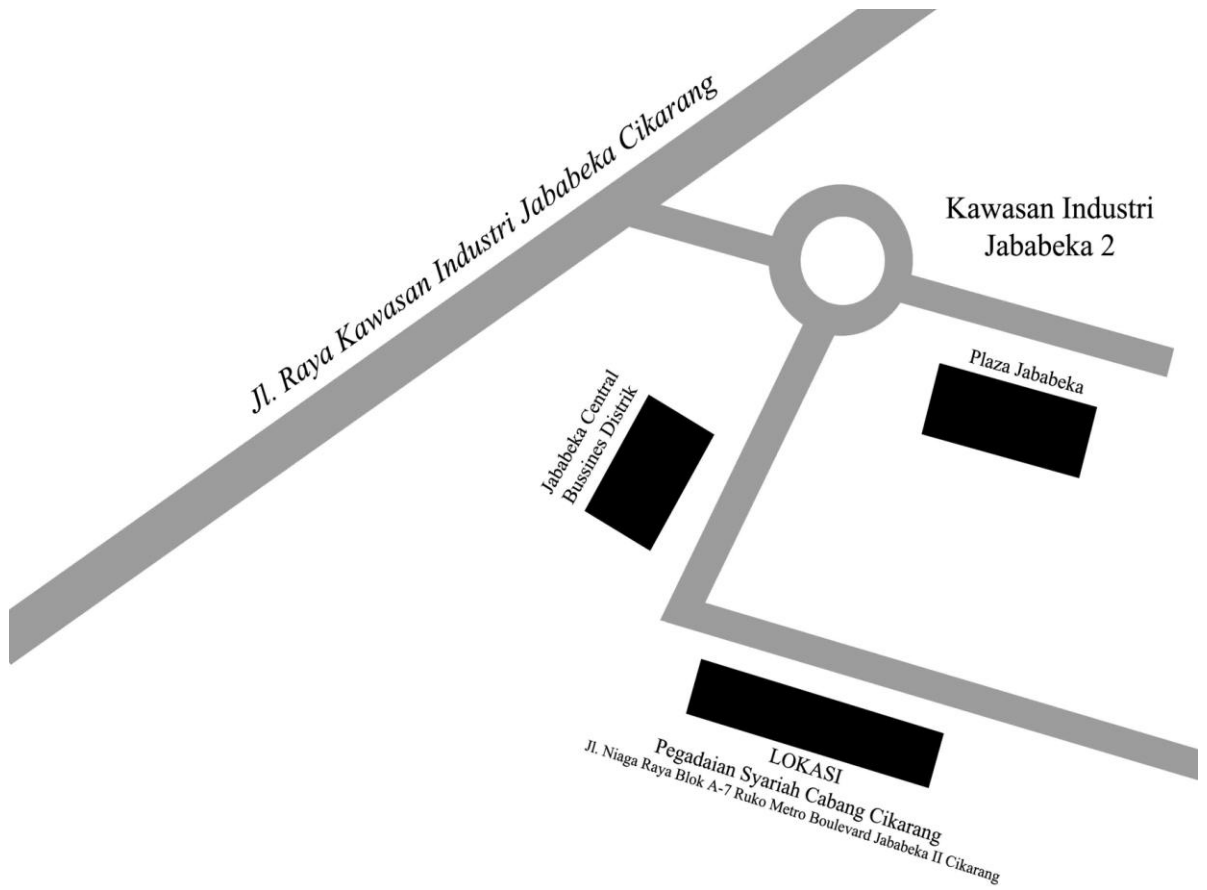 Jl. Raya Kawasan Industri Jababeka Cikarang
Kawasan Industri
Jababeka 2
Plaza Jababeka
Jababeka Central
Bussines Distrik
LOKASI
Pegadaian Syariah Cabang Cikarang
Jl. Niaga Raya Blok A-7 Ruko Metro Boulevard Jababeka II Cikarang